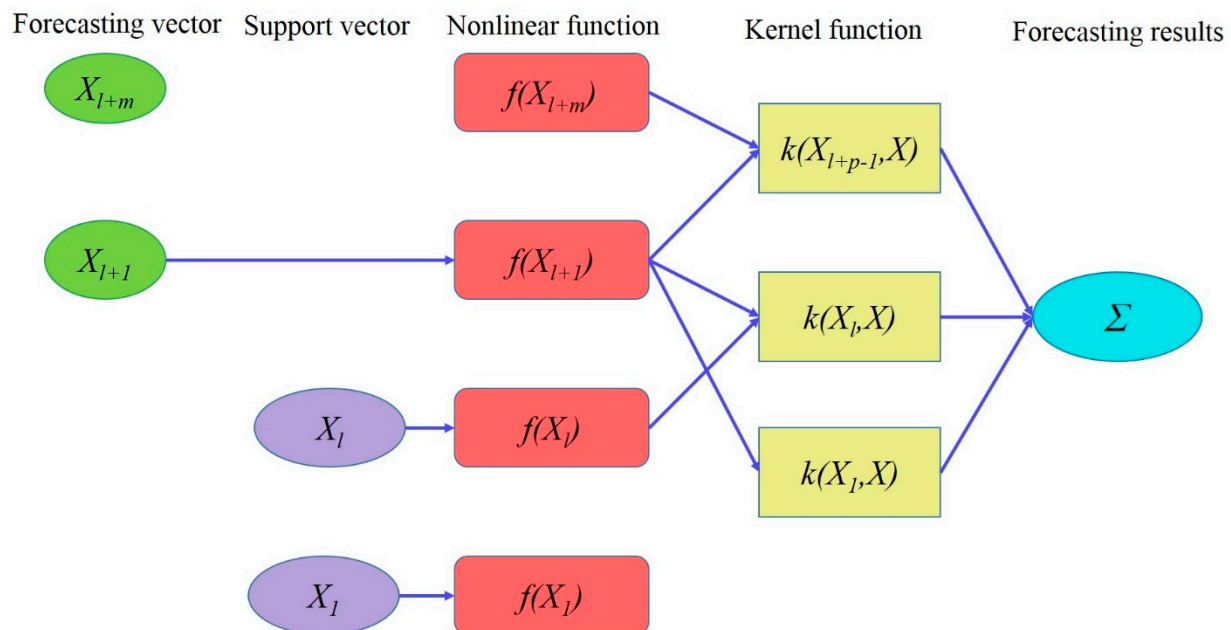 Forecasting vector Support vector Nonlinear function Kernel function Forecasting results
X_{l+m} f(X_{l+m})
k(X_{l+p-1},X)
X_{l+1} f(X_{l+1})
k(X_l,X) Σ
X_l f(X_l)
k(X_1,X)
X_1 f(X_1)